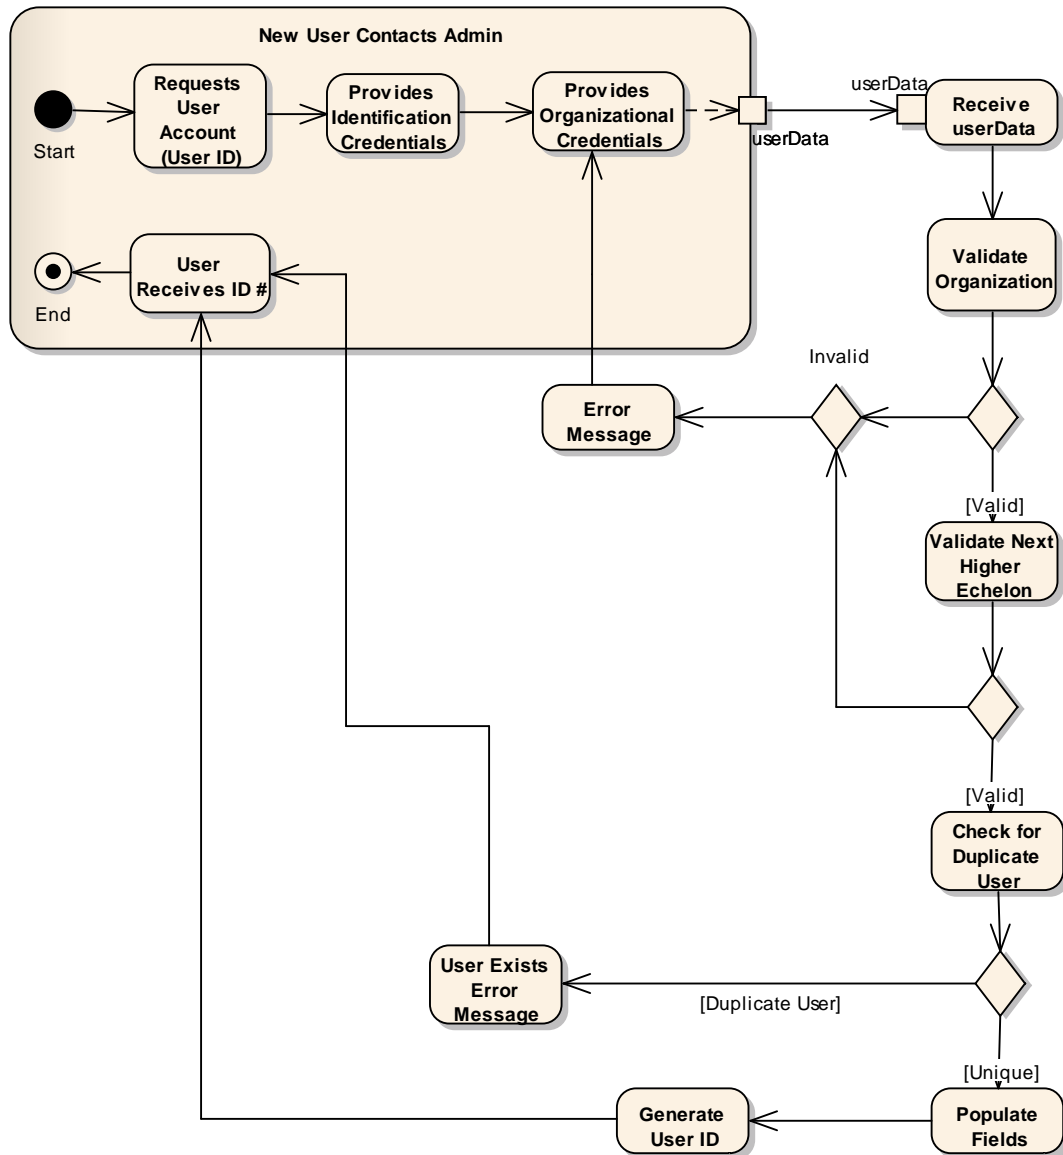 New User Contacts Admin
Requests
User
Account
(User ID)
Provides
Identification
Credentials
Provides
Organizational
Credentials
userData
userData
Receive
userData
Start
User
Receives ID #
End
Validate
Organization
Invalid
Error
Message
[Valid]
Validate Next
Higher
Echelon
[Valid]
Check for
Duplicate
User
User Exists
Error
Message
[Duplicate User]
[Unique]
Generate
User ID
Populate
Fields